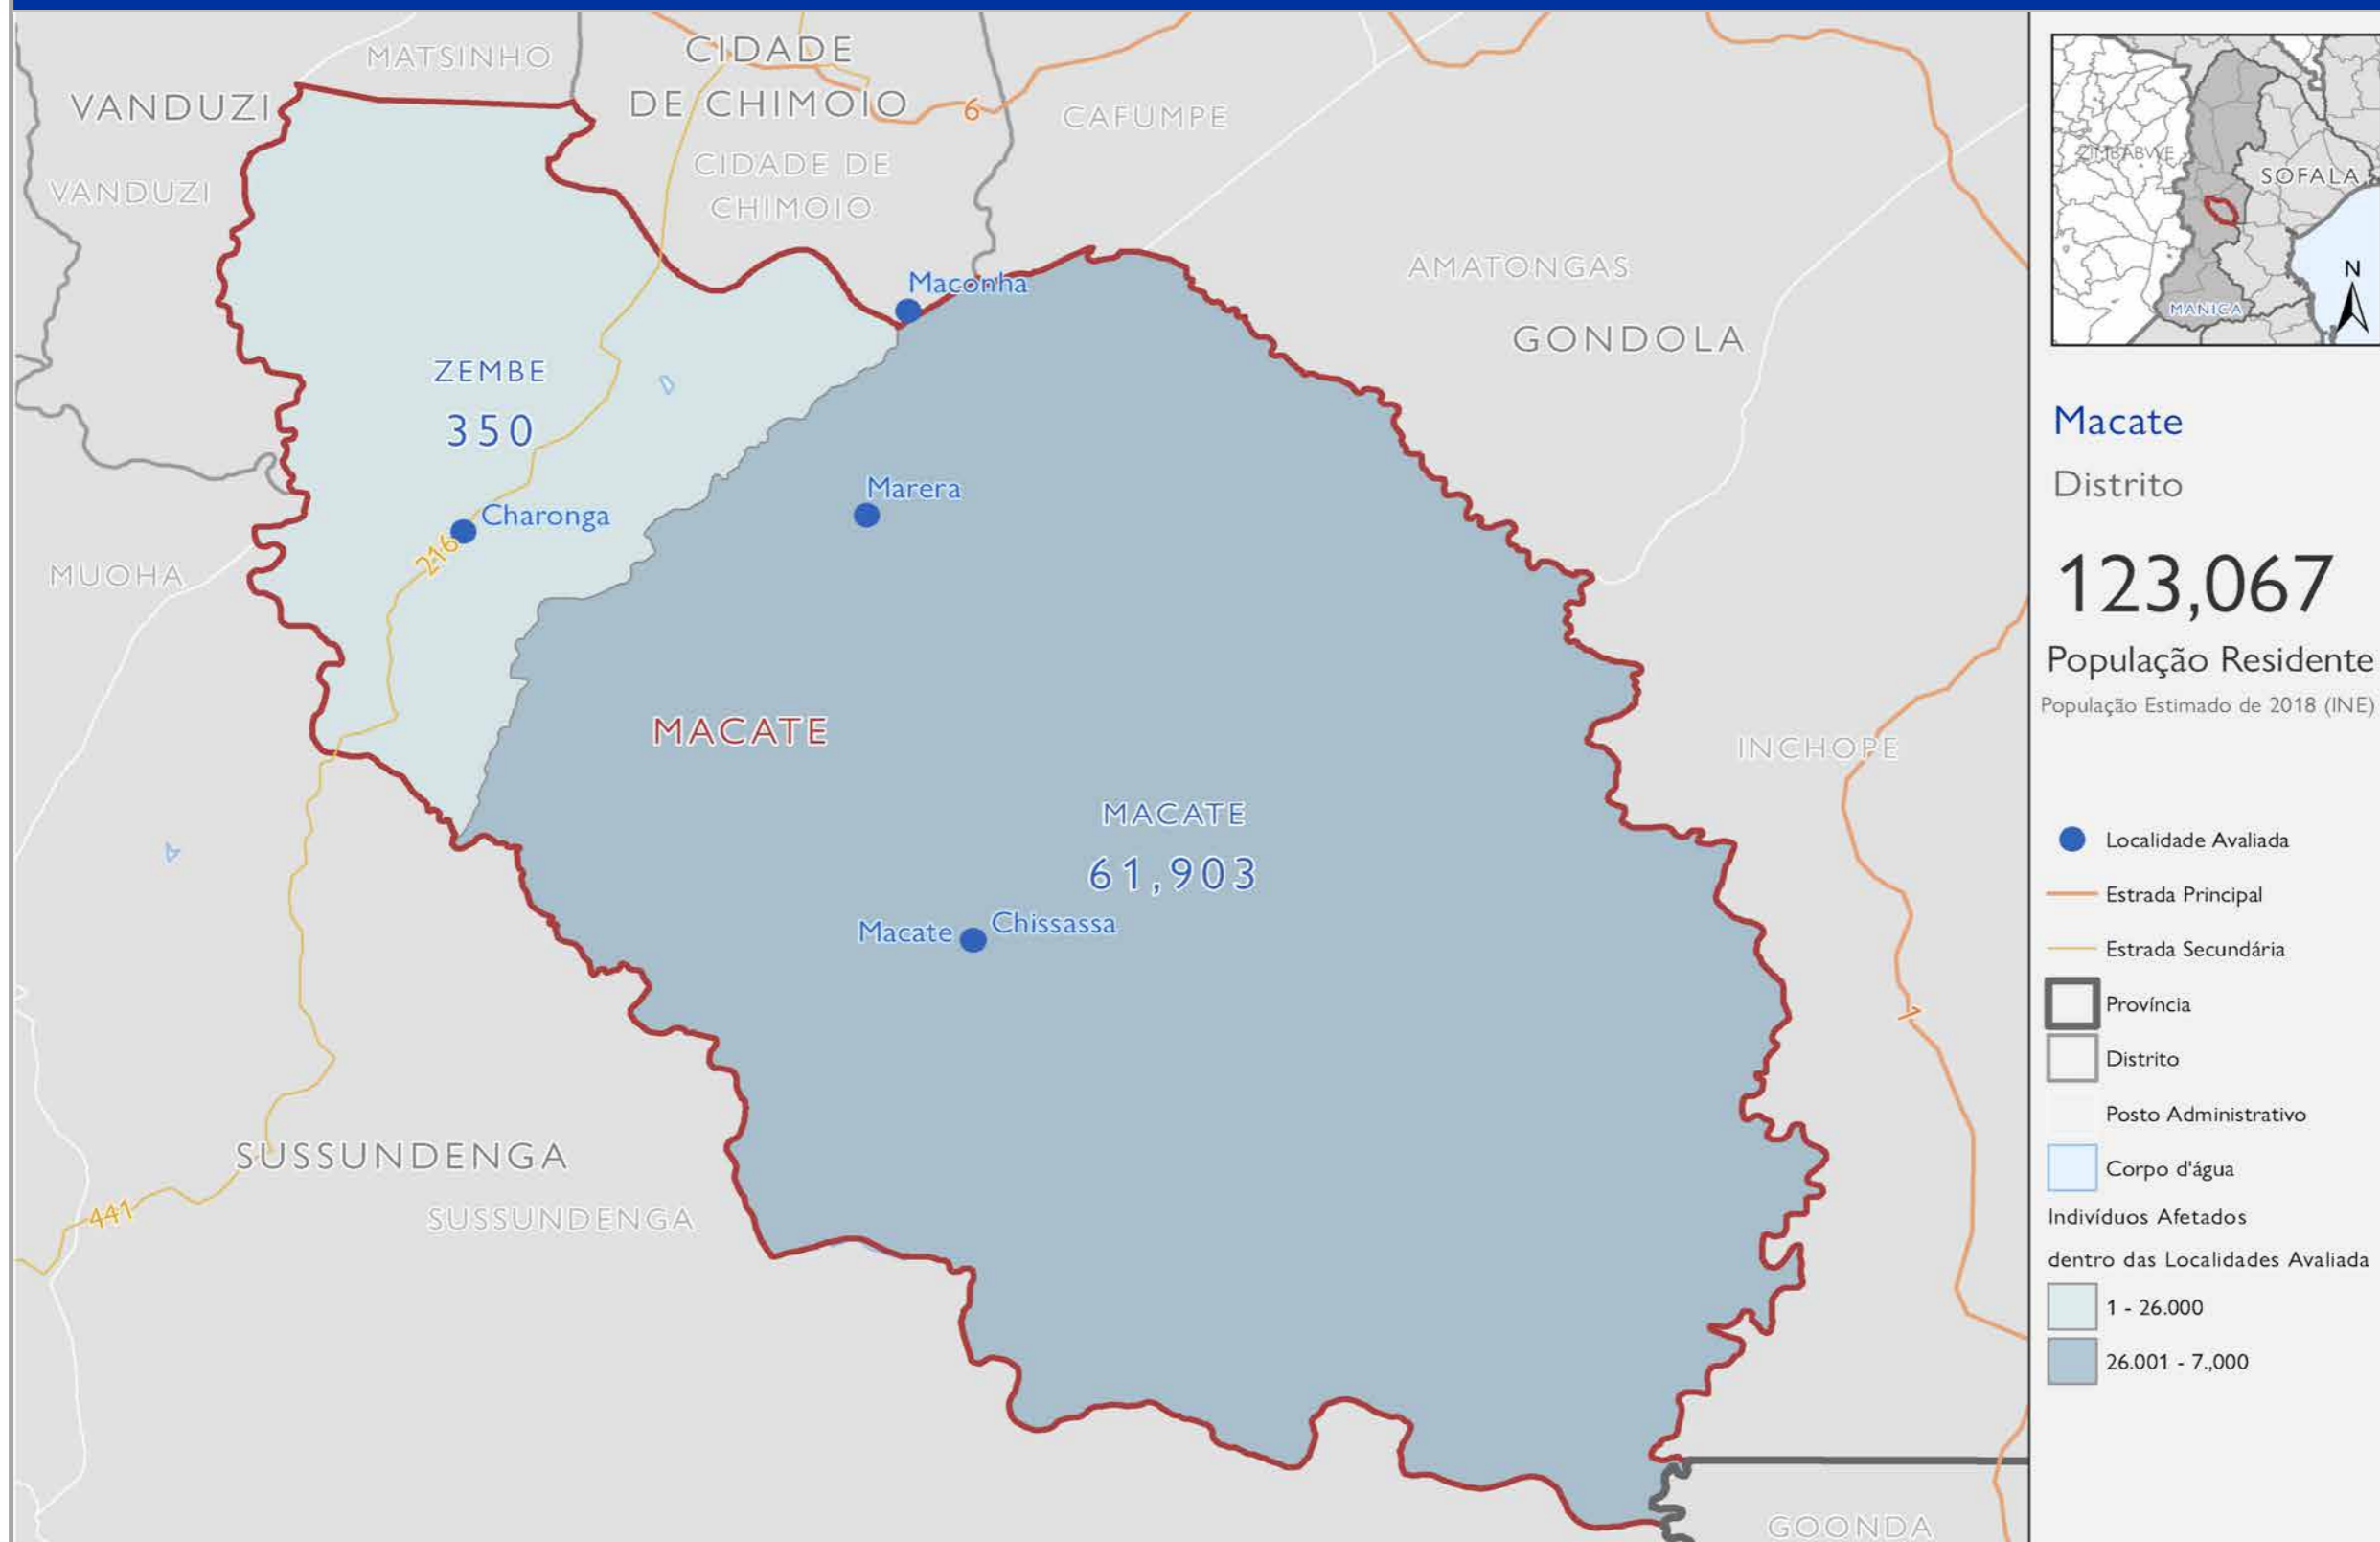 MATSINHO
CIDADE
DE CHIMOIO
VANDUZI
6
CAFUMPE
CIDADE DE
CHIMOIO
VANDUZI
Maconha
AMATONGAS
GONDOLA
ZEMBE
350
Marera
Charonga
216
MUOHA
MACATE
INCHOPE
MACATE
61,903
Macate
Chissassa
1
SUSSUNDENGA
441
SUSSUNDENGA
GOONDA
ZIMBABWE
SOFALA
N
MANICA
Macate
Distrito
123,067
População Residente
População Estimado de 2018 (INE)
Localidade Avaliada
Estrada Principal
Estrada Secundária
Província
Distrito
Posto Administrativo
Corpo d'água
Indivíduos Afetados
dentro das Localidades Avaliada
1 - 26.000
26.001 - 7.,000